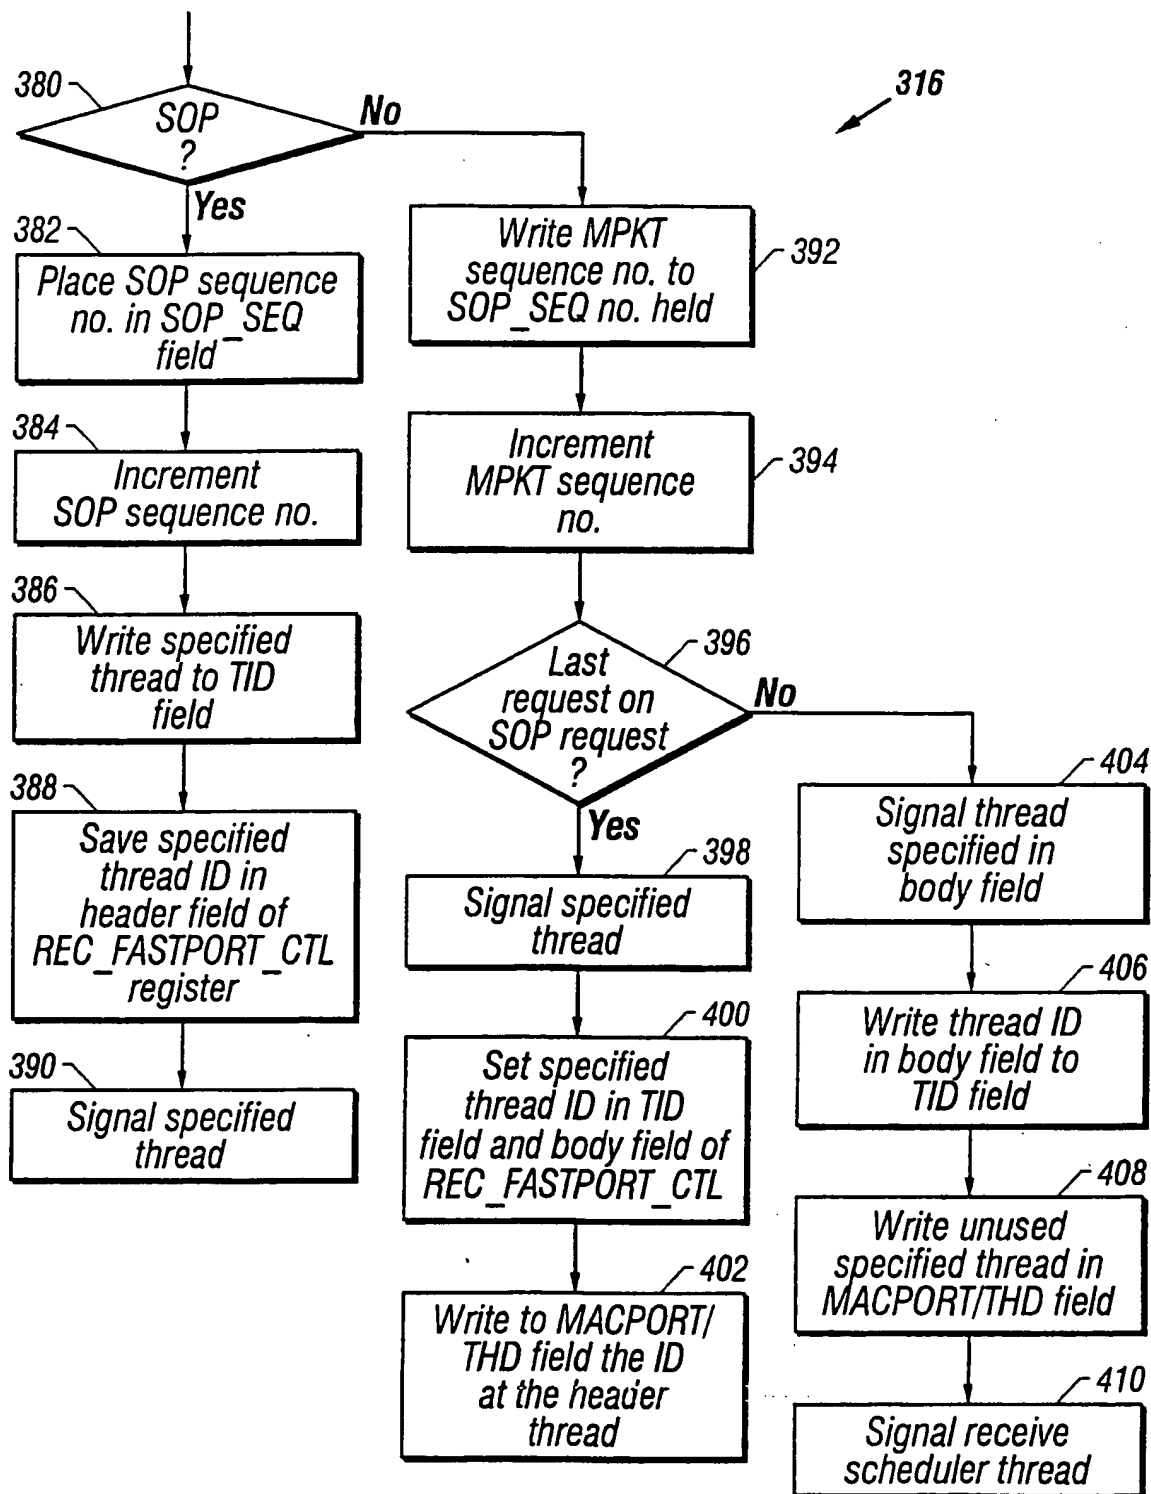 380
SOP
?
No
316
Yes
382
Place SOP sequence
no. in SOP_SEQ
field
384
Increment
SOP sequence no.
386
Write specified
thread to TID
field
388
Save specified
thread ID in
header field of
REC_FASTPORT_CTL
register
390
Signal specified
thread
Write MPKT
sequence no. to
SOP_SEQ no. held
392
Increment
MPKT sequence
no.
394
396
Last
request on
SOP request
?
No
Yes
398
Signal specified
thread
400
Set specified
thread ID in TID
field and body field of
REC_FASTPORT_CTL
402
Write to MACPORT/
THD field the ID
at the header
thread
404
Signal thread
specified in
body field
406
Write thread ID
in body field to
TID field
408
Write unused
specified thread in
MACPORT/THD field
410
Signal receive
scheduler thread